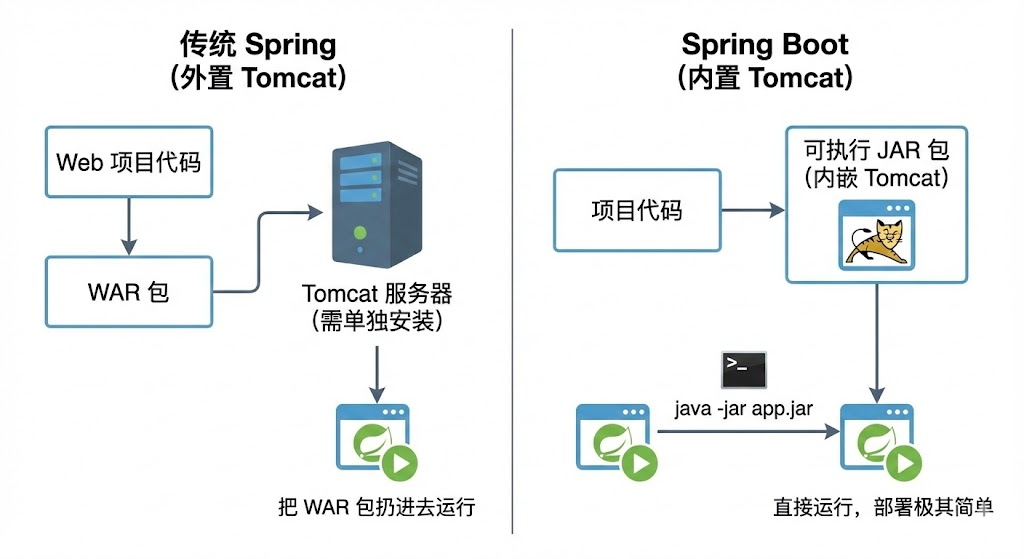 传统 Spring
（外置 Tomcat）
Web 项目代码
WAR 包
Tomcat 服务器
（需单独安装）
把 WAR 包扔进去运行
Spring Boot
（内置 Tomcat）
项目代码
可执行 JAR 包
（内嵌 Tomcat）
>_
java -jar app.jar
直接运行，部署极其简单